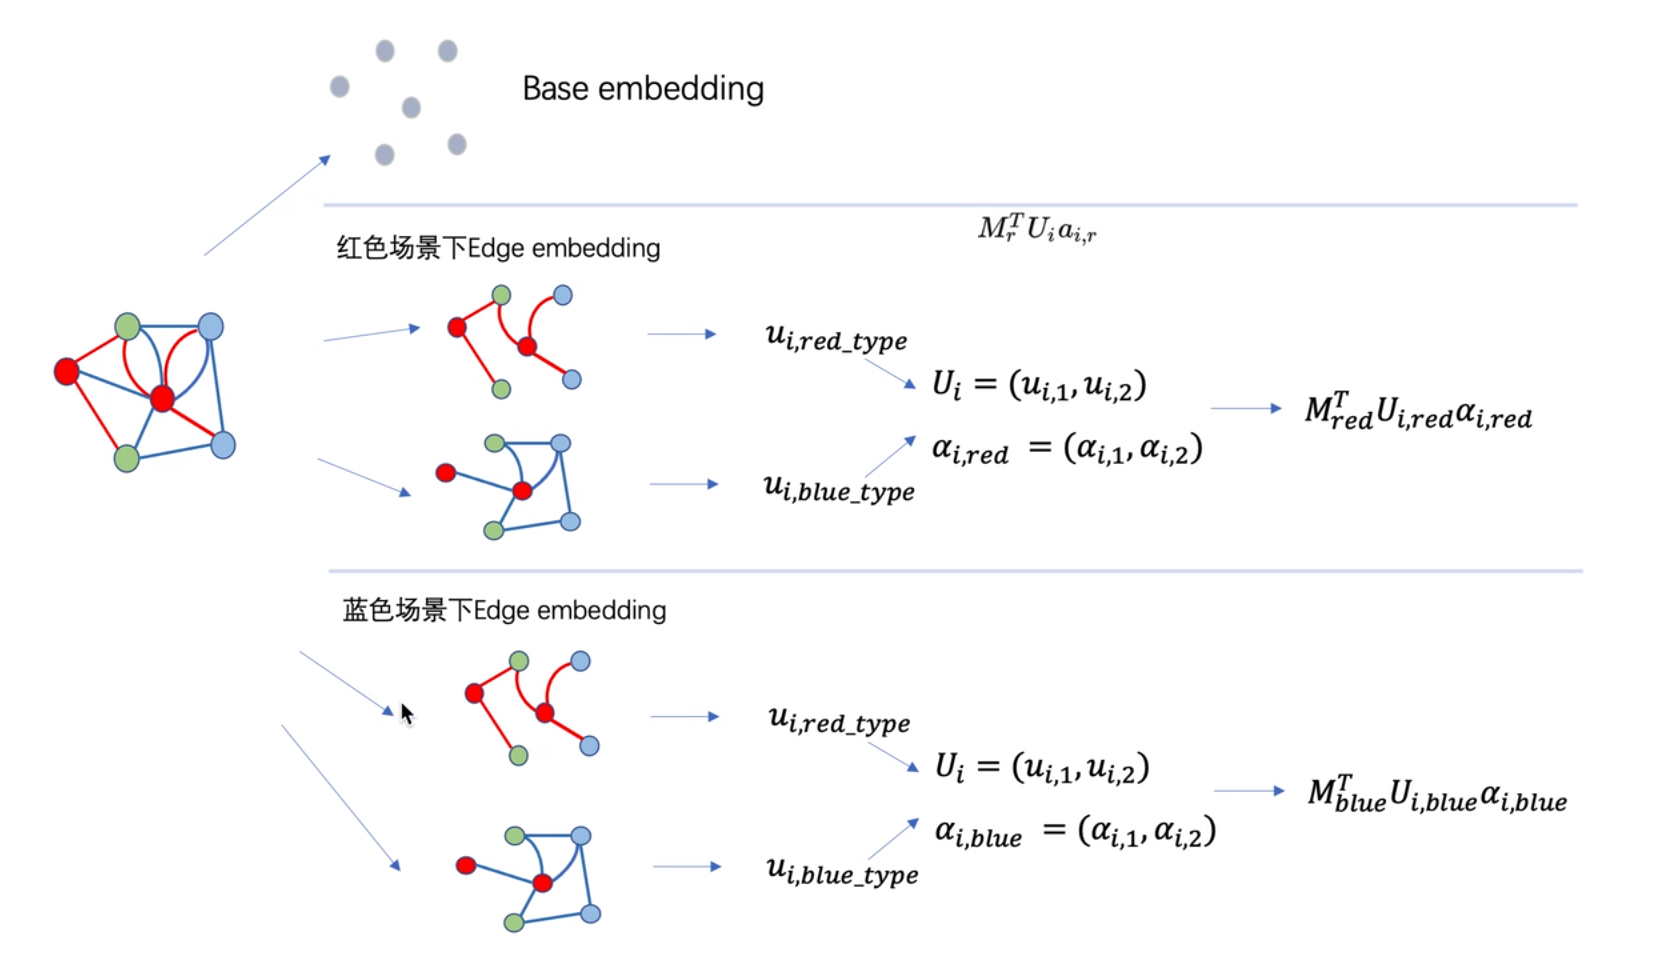 Base embedding
$M_r^T U_i a_{i,r}$
红色场景下Edge embedding
$u_{i,red\_type}$
$U_i = (u_{i,1}, u_{i,2})$
$M_{red}^T U_{i,red} \alpha_{i,red}$
$\alpha_{i,red} = (\alpha_{i,1}, \alpha_{i,2})$
$u_{i,blue\_type}$
蓝色场景下Edge embedding
$u_{i,red\_type}$
$U_i = (u_{i,1}, u_{i,2})$
$M_{blue}^T U_{i,blue} \alpha_{i,blue}$
$\alpha_{i,blue} = (\alpha_{i,1}, \alpha_{i,2})$
$u_{i,blue\_type}$